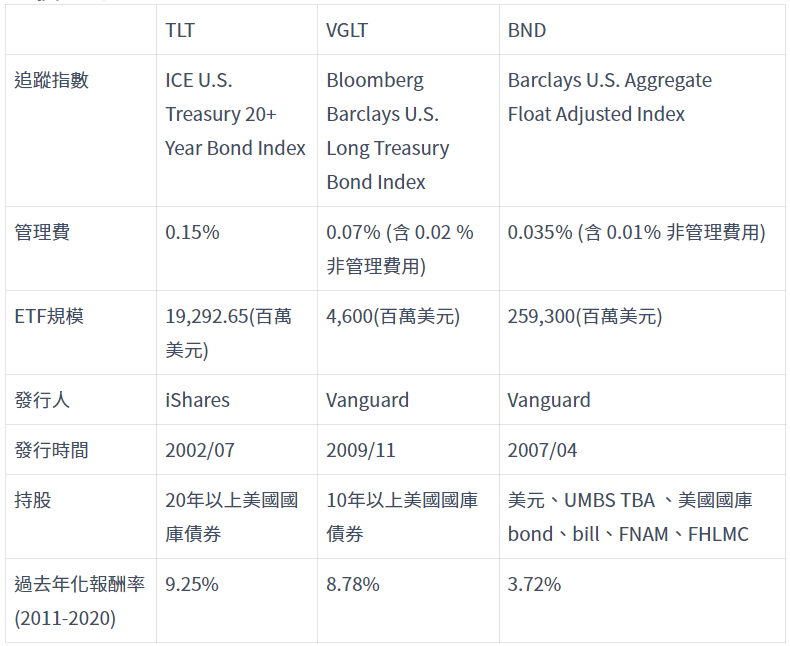 TLT VGLT BND
追蹤指數 ICE U.S. Bloomberg Barclays U.S. Aggregate
Treasury 20+ Barclays U.S. Float Adjusted Index
Year Bond Index Long Treasury
Bond Index
管理費 0.15% 0.07% (含 0.02 % 0.035% (含 0.01% 非管理費用)
非管理費用)
ETF規模 19,292.65(百萬 4,600(百萬美元) 259,300(百萬美元)
美元)
發行人 iShares Vanguard Vanguard
發行時間 2002/07 2009/11 2007/04
持股 20年以上美國國 10年以上美國國庫 美元、UMBS TBA 、美國國庫
庫債券 債券 bond、bill、FNAM、FHLMC
過去年化報酬率 9.25% 8.78% 3.72%
(2011-2020)